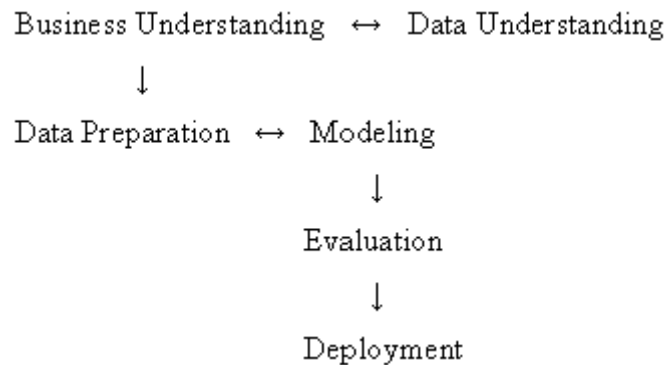 Business Understanding ↔ Data Understanding
↓
Data Preparation ↔ Modeling
↓
Evaluation
↓
Deployment